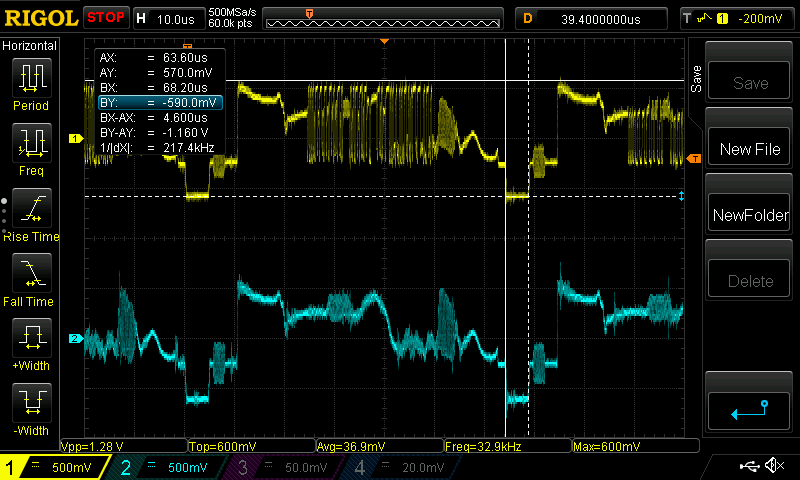 RIGOL STOP H 10.0us 500MSa/s
60.0k pts
T
D 39.4000000us T 1 -200mV
Horizontal
Period
Freq
Rise Time
Fall Time
+Width
-Width
AX: = 63.60us
AY: = 570.0mV
BX: = 68.20us
BY: = -590.0mV
BX-AX: = 4.600us
BY-AY: = -1.160 V
1/|dX|: = 217.4kHz
1
2
T
T
Save
Save
New File
NewFolder
Delete
Vpp=1.28 V Top=600mV Avg=36.9mV Freq=32.9kHz Max=600mV
1 = 500mV 2 = 500mV 3 = 50.0mV 4 = 20.0mV